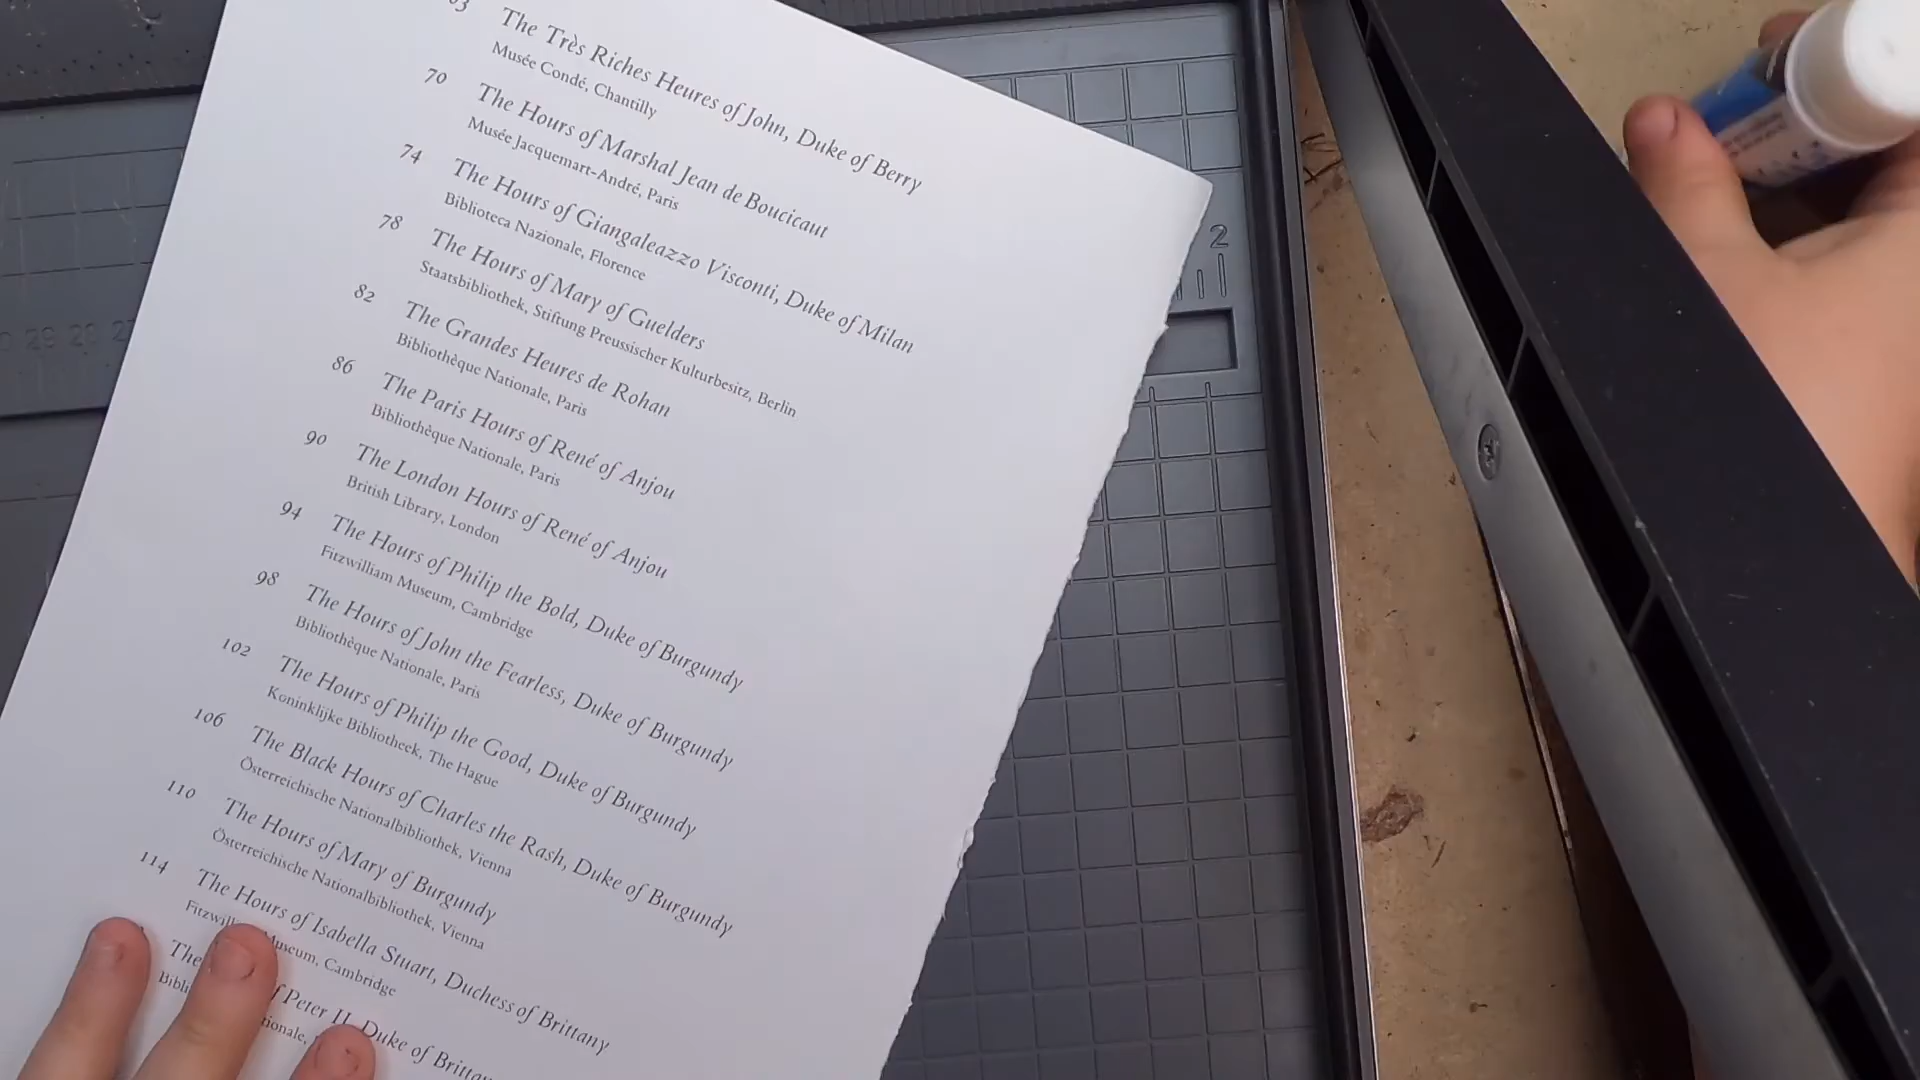 The Très Riches Heures of John, Duke of Berry
Musée Condé, Chantilly
70 The Hours of Marshal Jean de Boucicaut
Musée Jacquemart-André, Paris
74 The Hours of Giangaleazzo Visconti, Duke of Milan
Biblioteca Nazionale, Florence
78 The Hours of Mary of Guelders
Staatsbibliothek, Stiftung Preussischer Kulturbesitz, Berlin
82 The Grandes Heures de Rohan
Bibliothèque Nationale, Paris
86 The Paris Hours of René of Anjou
Bibliothèque Nationale, Paris
90 The London Hours of René of Anjou
British Library, London
94 The Hours of Philip the Bold, Duke of Burgundy
Fitzwilliam Museum, Cambridge
98 The Hours of John the Fearless, Duke of Burgundy
Bibliothèque Nationale, Paris
102 The Hours of Philip the Good, Duke of Burgundy
Koninklijke Bibliotheek, The Hague
106 The Black Hours of Charles the Rash, Duke of Burgundy
Österreichische Nationalbibliothek, Vienna
110 The Hours of Mary of Burgundy
Österreichische Nationalbibliothek, Vienna
114 The Hours of Isabella Stuart, Duchess of Brittany
Museum, Cambridge
The Peter II, Duke of
2
29 28